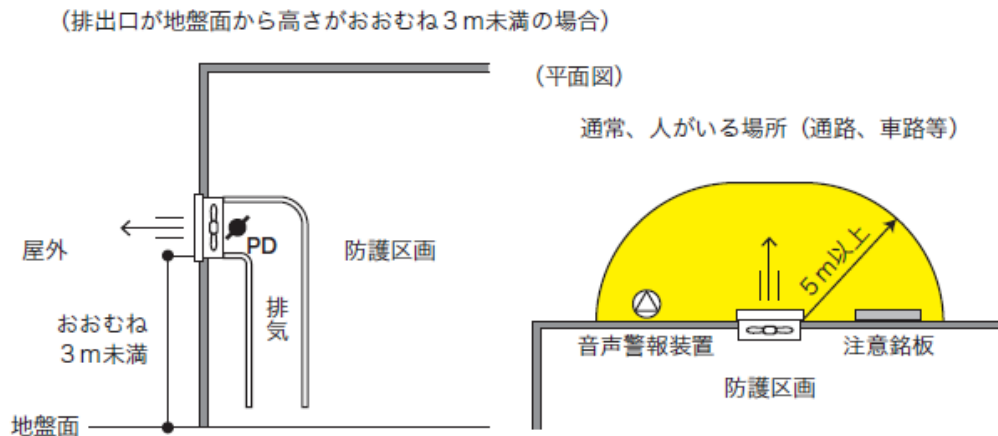 （排出口が地盤面から高さがおおむね３ｍ未満の場合）
屋外
おおむね
３ｍ未満
地盤面
PD
排気
防護区画
（平面図）
通常、人がいる場所（通路、車路等）
５ｍ以上
音声警報装置
注意銘板
防護区画